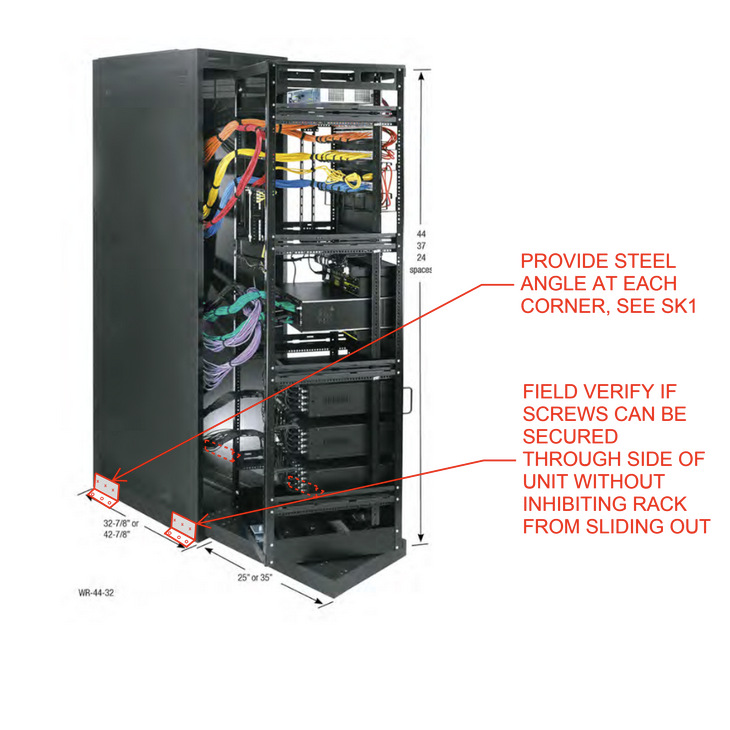 44
37
24
spaces
PROVIDE STEEL
ANGLE AT EACH
CORNER, SEE SK1
FIELD VERIFY IF
SCREWS CAN BE
SECURED
THROUGH SIDE OF
UNIT WITHOUT
INHIBITING RACK
FROM SLIDING OUT
32-7/8" or
42-7/8"
25" or 35"
WR-44-32